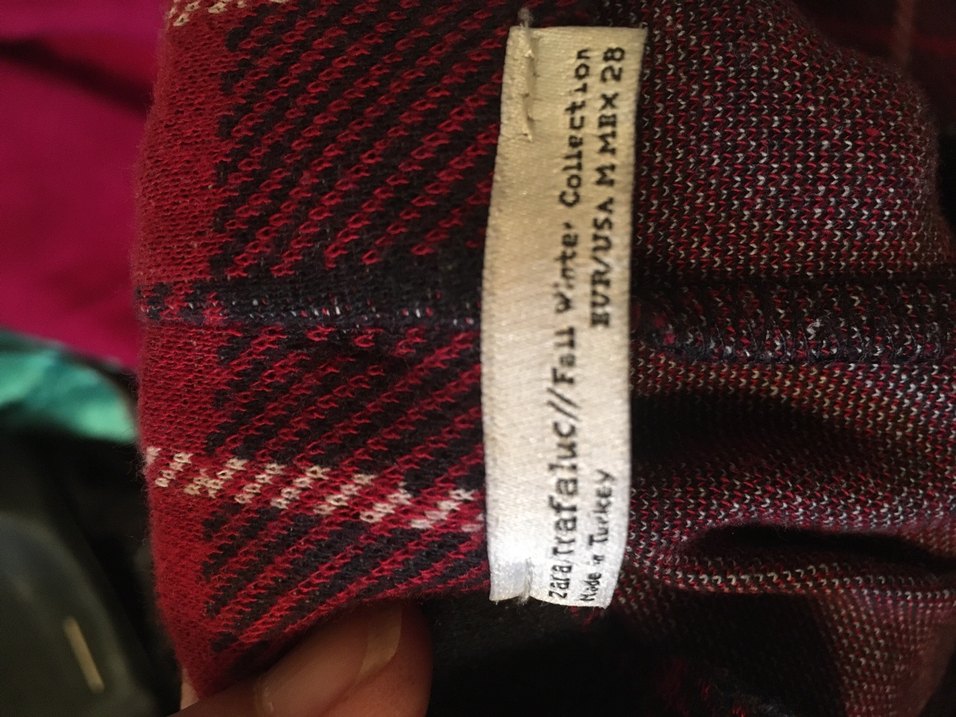 zara/TrafaluC//Fall Winter Collection
Made in Turkey EUR/USA M MEX 28